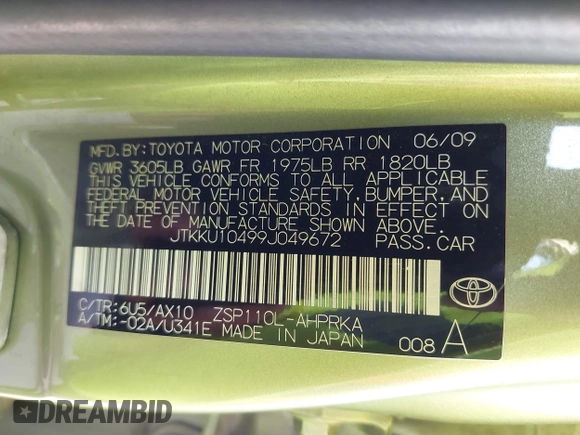 MFD.BY:TOYOTA MOTOR CORPORATION 06/09
GVWR 3605LB GAWR FR 1975LB RR 1820LB
THIS VEHICLE CONFORMS TO ALL APPLICABLE
FEDERAL MOTOR VEHICLE SAFETY,BUMPER,AND
THEFT PREVENTION STANDARDS IN EFFECT ON
THE DATE OF MANUFACTURE SHOWN ABOVE.
JTKKU10499J049672 PASS.CAR
C/TR:6U5/AX10 ZSP110L-AHPRKA
A/TM:-02A/U341E MADE IN JAPAN 008A
DREAMBID